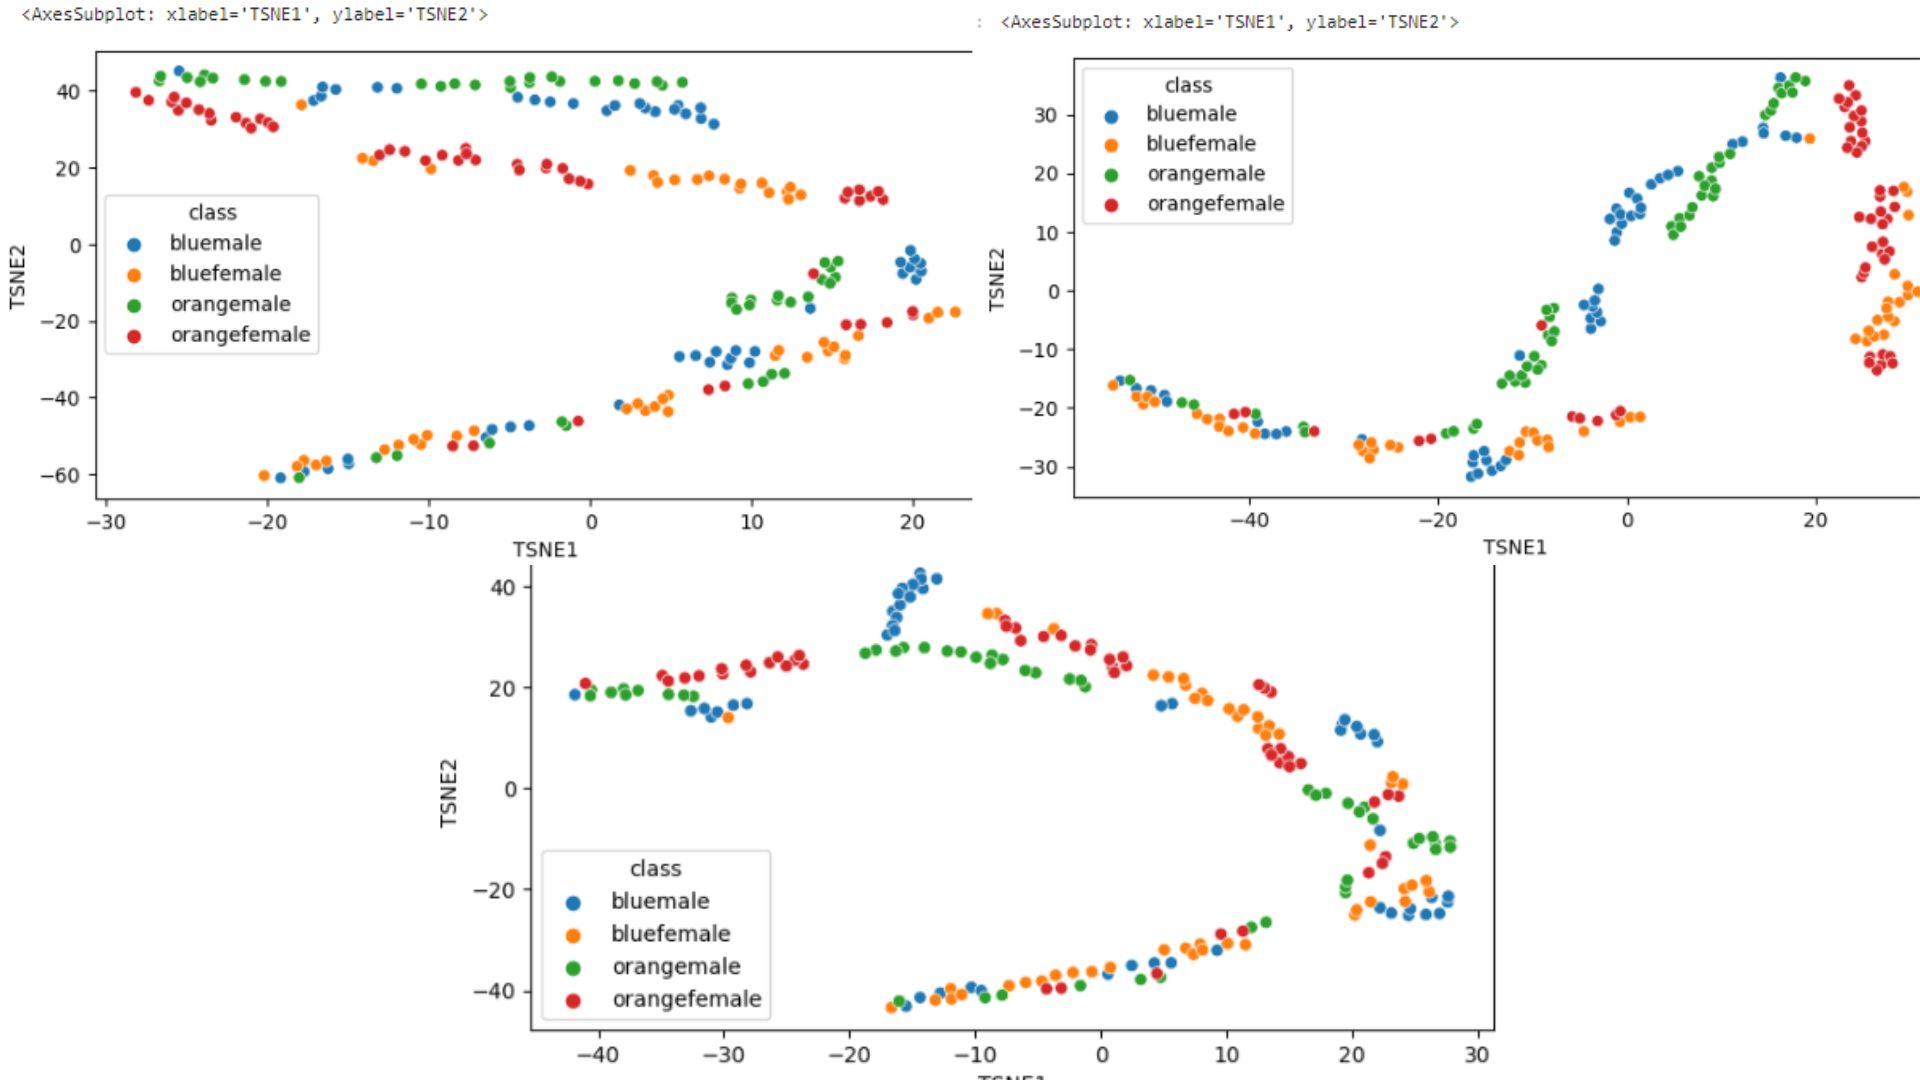 <AxesSubplot: xlabel='TSNE1', ylabel='TSNE2'>
40
20
0
−20
−40
−60
TSNE2
class
bluemale
bluefemale
orangemale
orangefemale
−30 −20 −10 0 10 20
TSNE1
: <AxesSubplot: xlabel='TSNE1', ylabel='TSNE2'>
30
20
10
0
−10
−20
−30
TSNE2
class
bluemale
bluefemale
orangemale
orangefemale
−40 −20 0 20
TSNE1
40
20
0
−20
−40
TSNE2
class
bluemale
bluefemale
orangemale
orangefemale
−40 −30 −20 −10 0 10 20 30
TSNE1